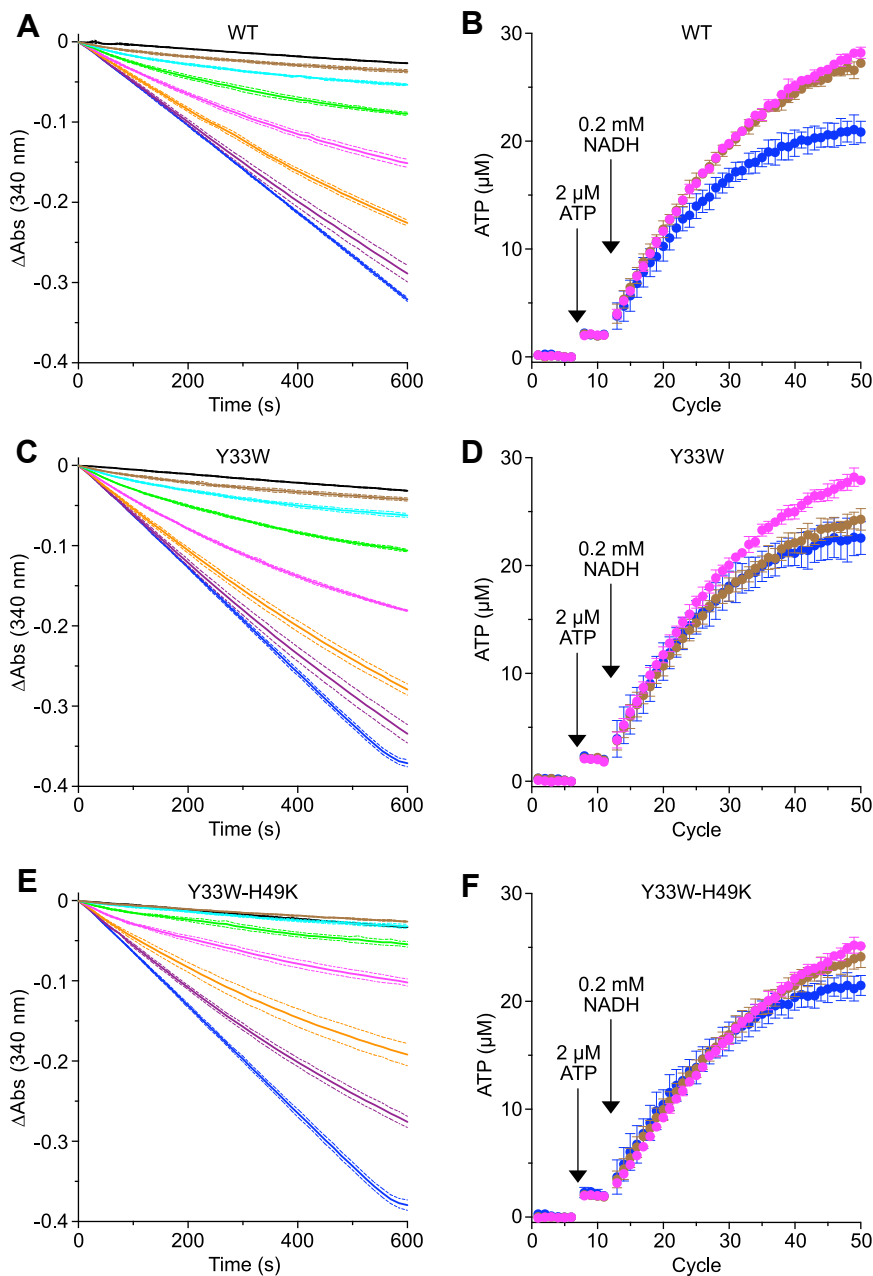 A
WT
0
-0.1
-0.2
-0.3
-0.4
ΔAbs (340 nm)
0
200
400
600
Time (s)
B
WT
30
20
10
0
ATP (µM)
0.2 mM
NADH
2 µM
ATP
0
10
20
30
40
50
Cycle
C
Y33W
0
-0.1
-0.2
-0.3
-0.4
ΔAbs (340 nm)
0
200
400
600
Time (s)
D
Y33W
30
20
10
0
ATP (µM)
0.2 mM
NADH
2 µM
ATP
0
10
20
30
40
50
Cycle
E
Y33W-H49K
0
-0.1
-0.2
-0.3
-0.4
ΔAbs (340 nm)
0
200
400
600
Time (s)
F
Y33W-H49K
30
20
10
0
ATP (µM)
0.2 mM
NADH
2 µM
ATP
0
10
20
30
40
50
Cycle